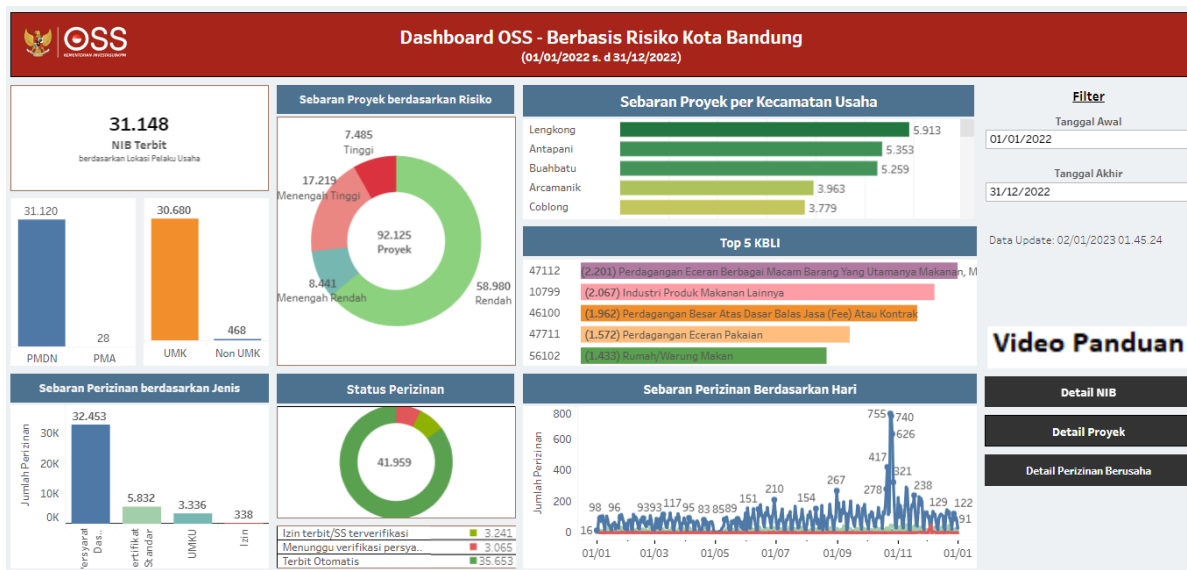 OSS
KEMENTERIAN INVESTASI/BKPM
Dashboard OSS - Berbasis Risiko Kota Bandung
(01/01/2022 s. d 31/12/2022)
31.148
NIB Terbit
berdasarkan Lokasi Pelaku Usaha
31.120
28
PMDN
PMA
30.680
468
UMK
Non UMK
Sebaran Proyek berdasarkan Risiko
7.485
Tinggi
17.219
Menengah Tinggi
92.125
Proyek
8.441
Menengah Rendah
58.980
Rendah
Sebaran Proyek per Kecamatan Usaha
Lengkong 5.913
Antapani 5.353
Buahbatu 5.259
Arcamanik 3.963
Coblong 3.779
Top 5 KBLI
47112 (2.201) Perdagangan Eceran Berbagai Macam Barang Yang Utamanya Makanan, M
10799 (2.067) Industri Produk Makanan Lainnya
46100 (1.962) Perdagangan Besar Atas Dasar Balas Jasa (Fee) Atau Kontrak
47711 (1.572) Perdagangan Eceran Pakaian
56102 (1.433) Rumah/Warung Makan
Filter
Tanggal Awal
01/01/2022
Tanggal Akhir
31/12/2022
Data Update: 02/01/2023 01.45.24
Video Panduan
Detail NIB
Detail Proyek
Detail Perizinan Berusaha
Sebaran Perizinan berdasarkan Jenis
Jumlah Perizinan
30K
20K
10K
0K
32.453
5.832
3.336
338
ersyarat
Das..
ertifikat
Standar
UMKU
Izin
Status Perizinan
41.959
Izin terbit/SS terverifikasi 3.241
Menunggu verifikasi persya.. 3.065
Terbit Otomatis 35.653
Sebaran Perizinan Berdasarkan Hari
Jumlah Perizinan
800
600
400
200
0
16
98
96
93
93
117
95
83
85
89
151
210
154
267
278
417
755
740
626
321
238
129
122
91
01/01
01/03
01/05
01/07
01/09
01/11
01/01